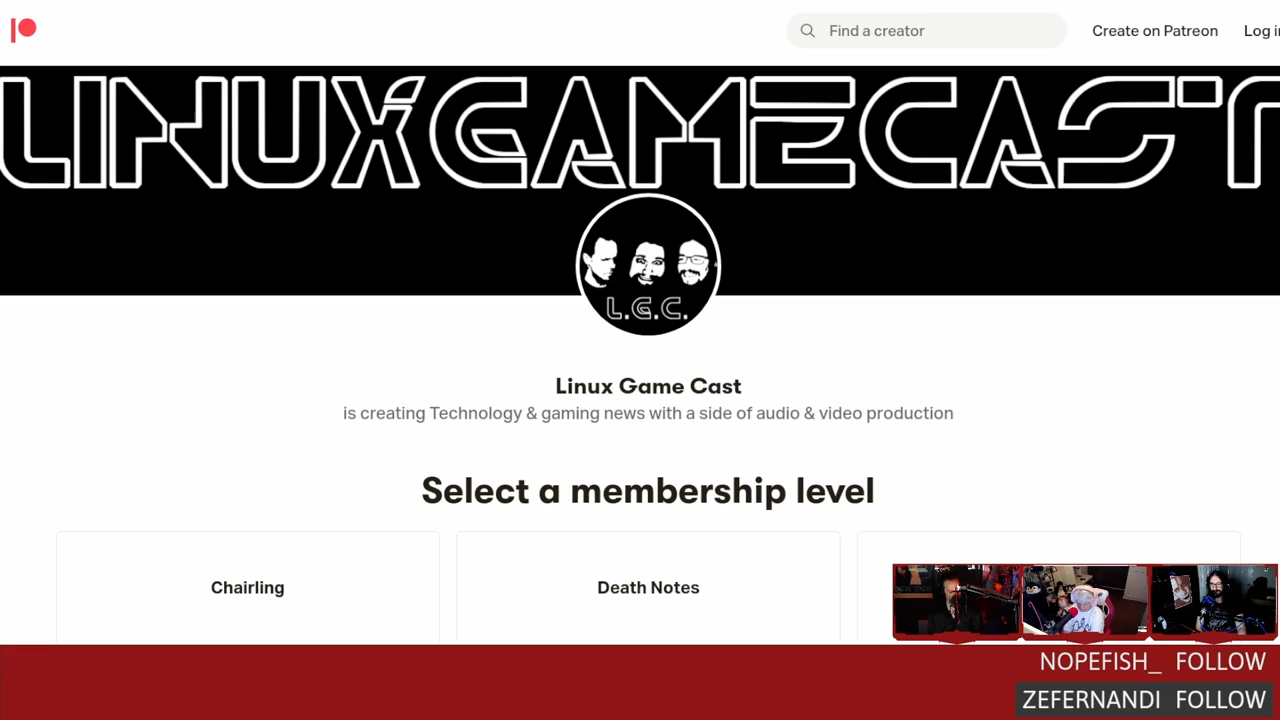 Find a creator
Create on Patreon
Log in
LINUXGAMECAST
L.G.C.
Linux Game Cast
is creating Technology & gaming news with a side of audio & video production
Select a membership level
Chairling
Death Notes
NOPEFISH_ FOLLOW
ZEFERNANDI FOLLOW